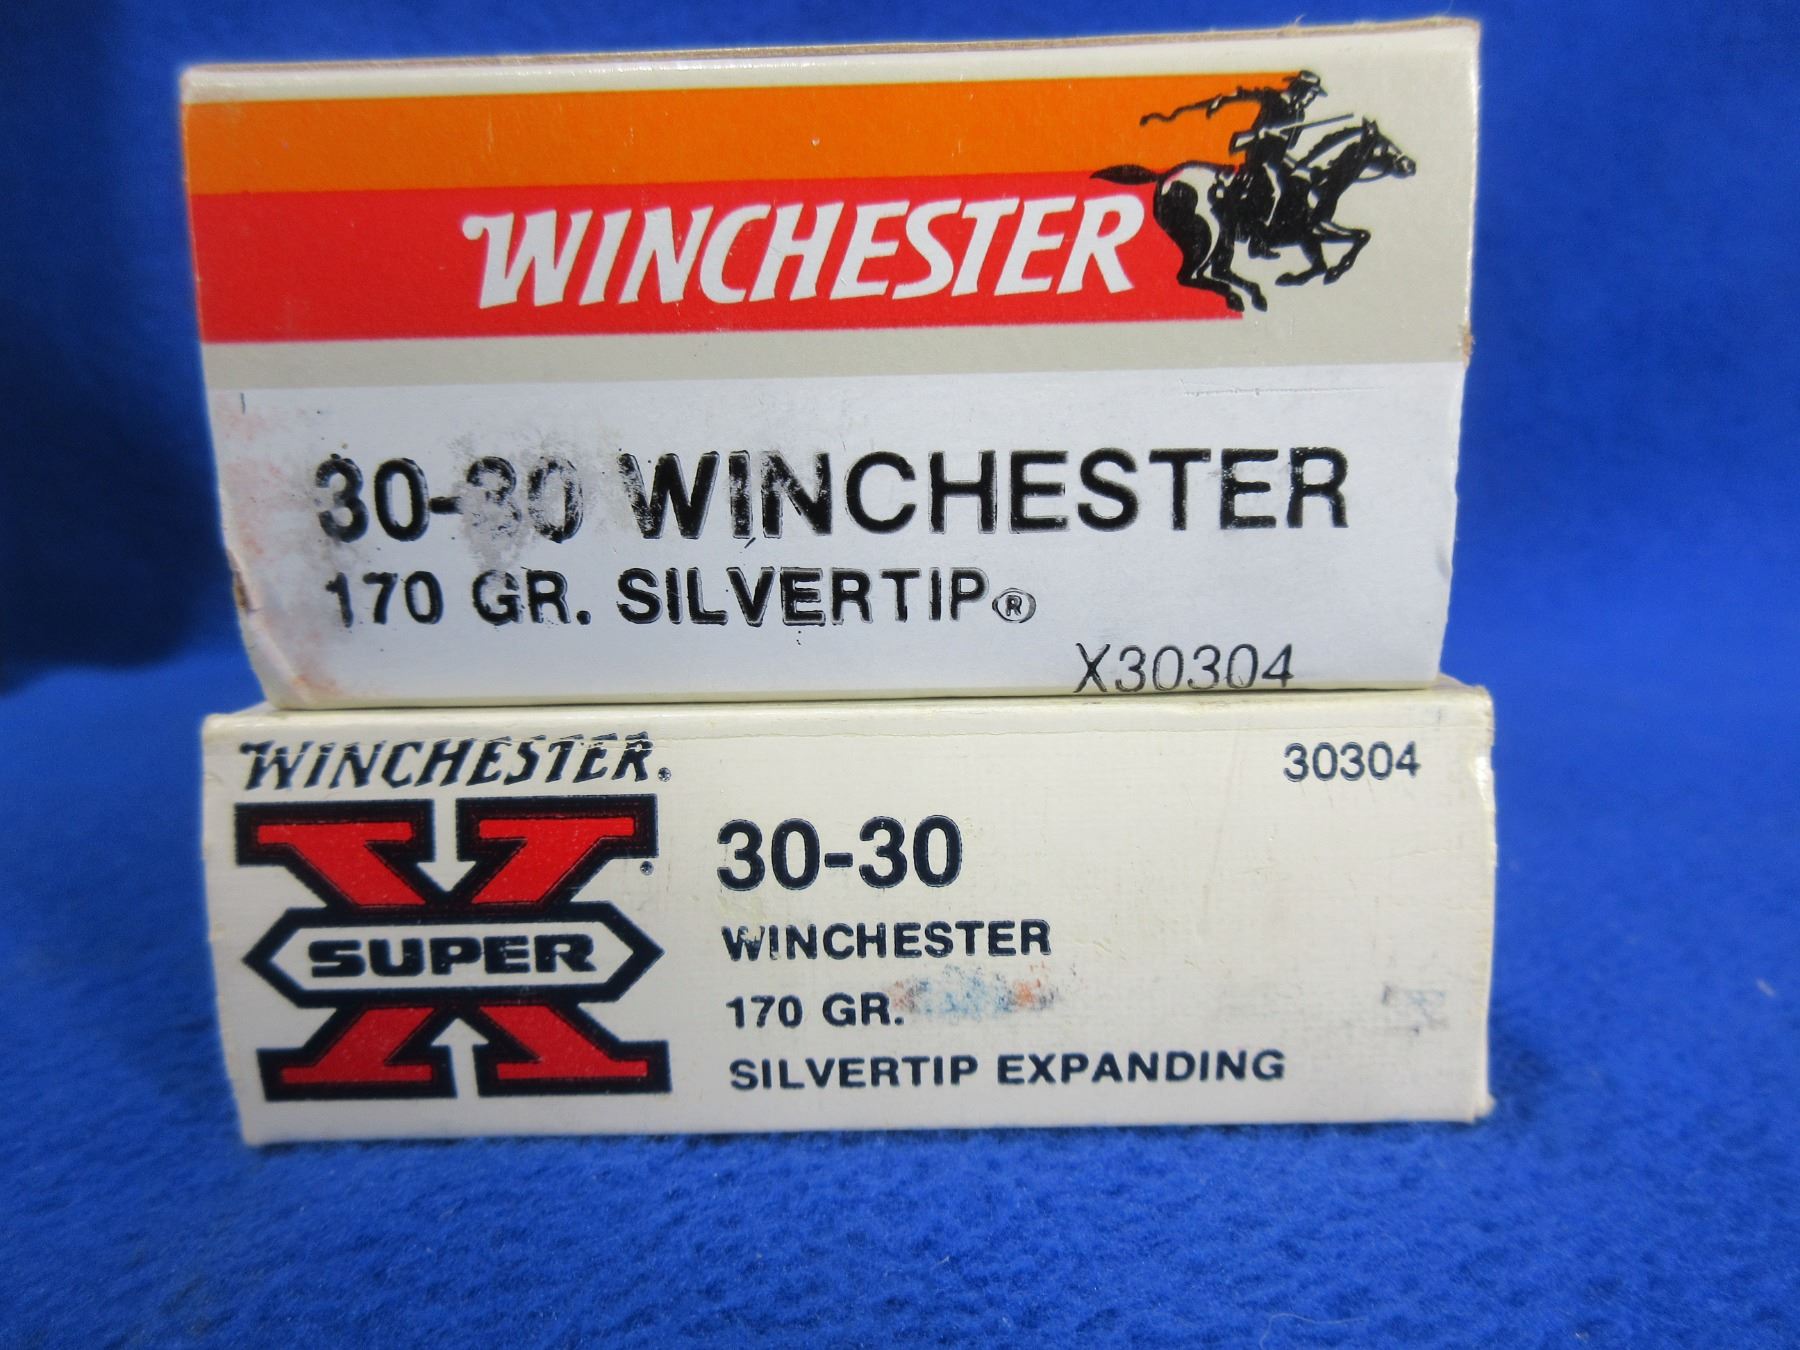 WINCHESTER
30-30 WINCHESTER
170 GR. SILVERTIP®
X30304
WINCHESTER®
30304
SUPER X
30-30
WINCHESTER
170 GR.
SILVERTIP EXPANDING